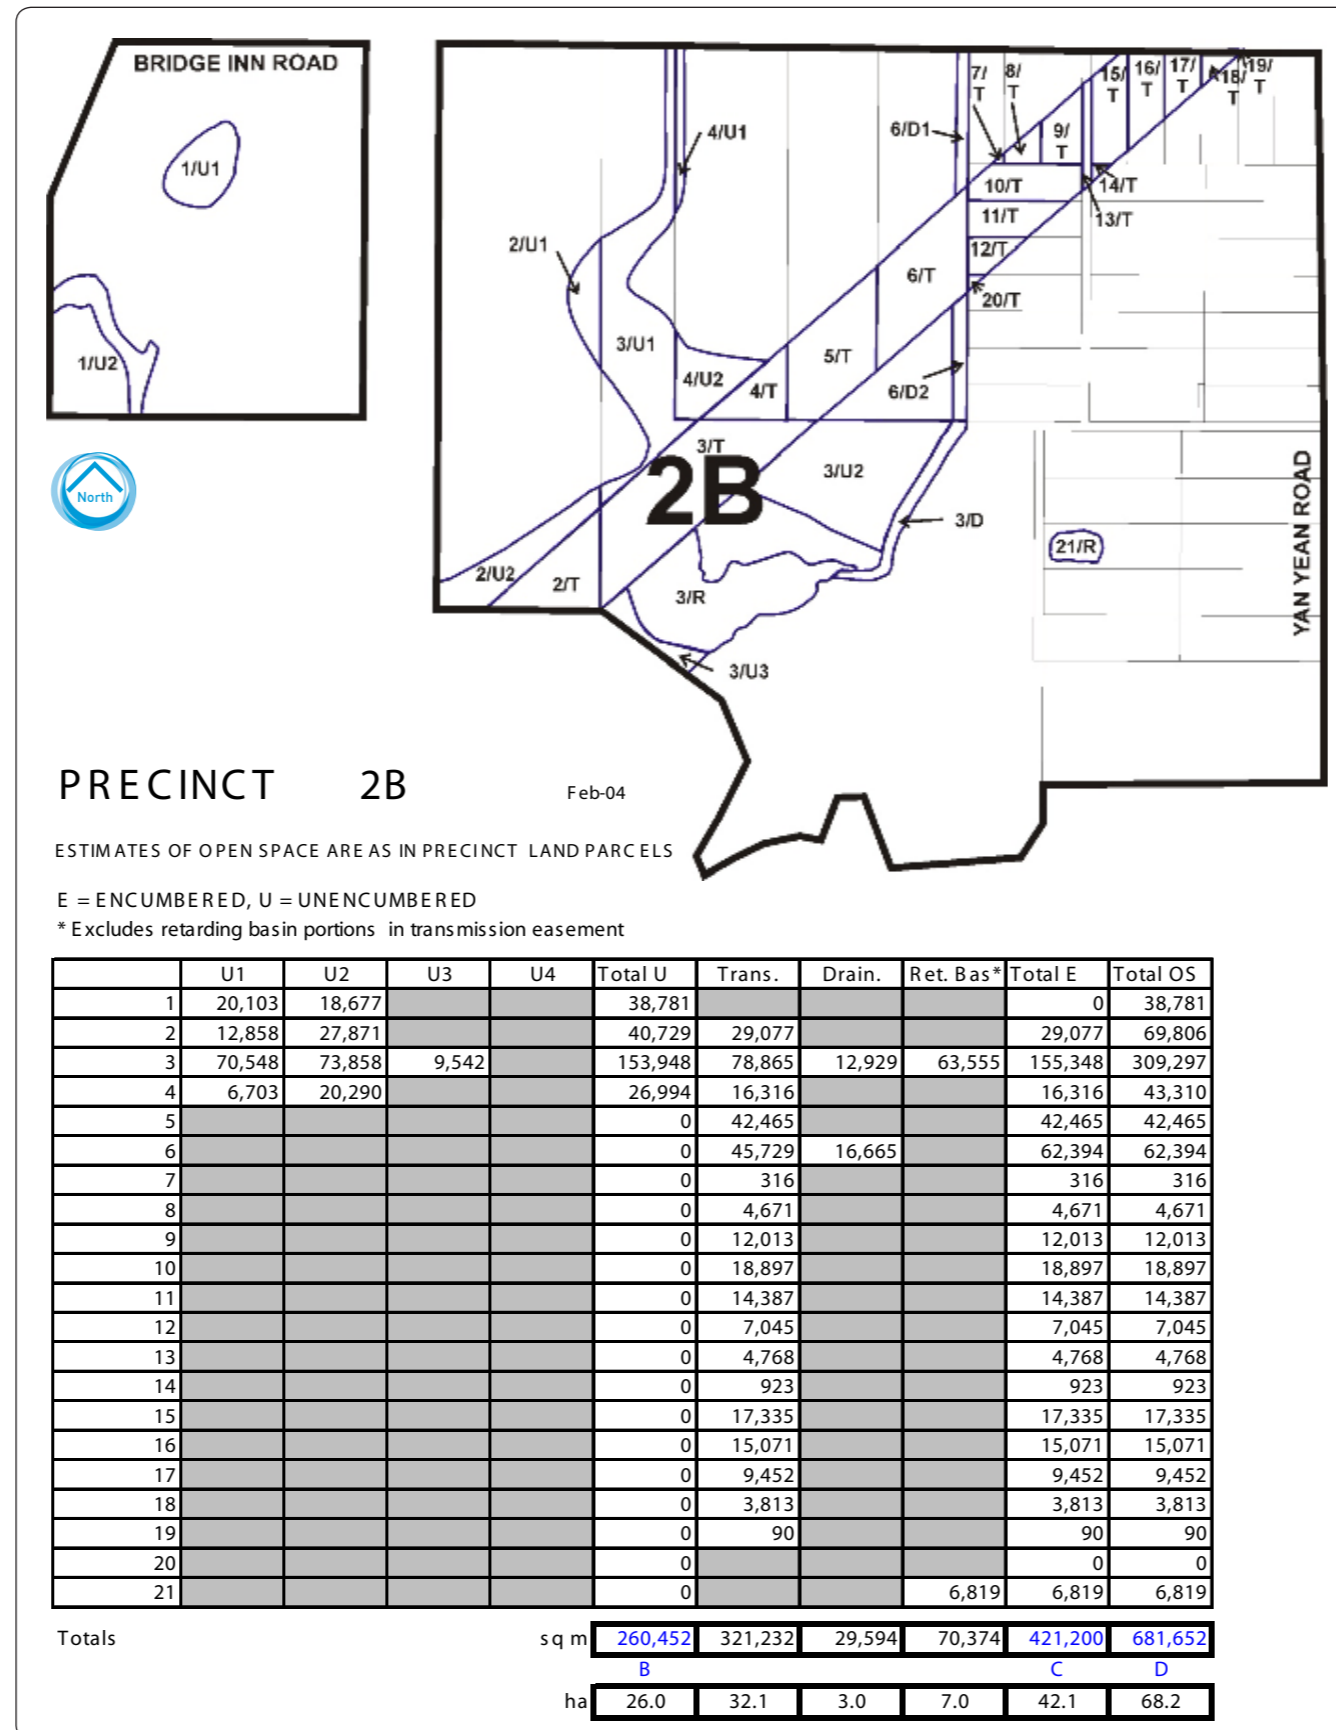 BRIDGE INN ROAD
1/U1
1/U2
North
4/U1
2/U1
3/U1
4/U2
4/T
5/T
6/T
6/D1
6/D2
7/T
8/T
9/T
10/T
11/T
12/T
13/T
14/T
15/T
16/T
17/T
18/T
19/T
20/T
3/T
2B
3/U2
3/D
2/U2
2/T
3/R
3/U3
21/R
YAN YEAN ROAD
PRECINCT 2B Feb-04
ESTIMATES OF OPEN SPACE AREAS IN PRECINCT LAND PARCELS
E = ENCUMBERED, U = UNENCUMBERED
* Excludes retarding basin portions in transmission easement
U1 U2 U3 U4 Total U Trans. Drain. Ret. Bas* Total E Total OS
1 20,103 18,677 38,781 0 38,781
2 12,858 27,871 40,729 29,077 29,077 69,806
3 70,548 73,858 9,542 153,948 78,865 12,929 63,555 155,348 309,297
4 6,703 20,290 26,994 16,316 16,316 43,310
5 0 42,465 42,465 42,465
6 0 45,729 16,665 62,394 62,394
7 0 316 316 316
8 0 4,671 4,671 4,671
9 0 12,013 12,013 12,013
10 0 18,897 18,897 18,897
11 0 14,387 14,387 14,387
12 0 7,045 7,045 7,045
13 0 4,768 4,768 4,768
14 0 923 923 923
15 0 17,335 17,335 17,335
16 0 15,071 15,071 15,071
17 0 9,452 9,452 9,452
18 0 3,813 3,813 3,813
19 0 90 90 90
20 0 0 0
21 0 6,819 6,819 6,819
Totals sq m 260,452 321,232 29,594 70,374 421,200 681,652
B C D
ha 26.0 32.1 3.0 7.0 42.1 68.2